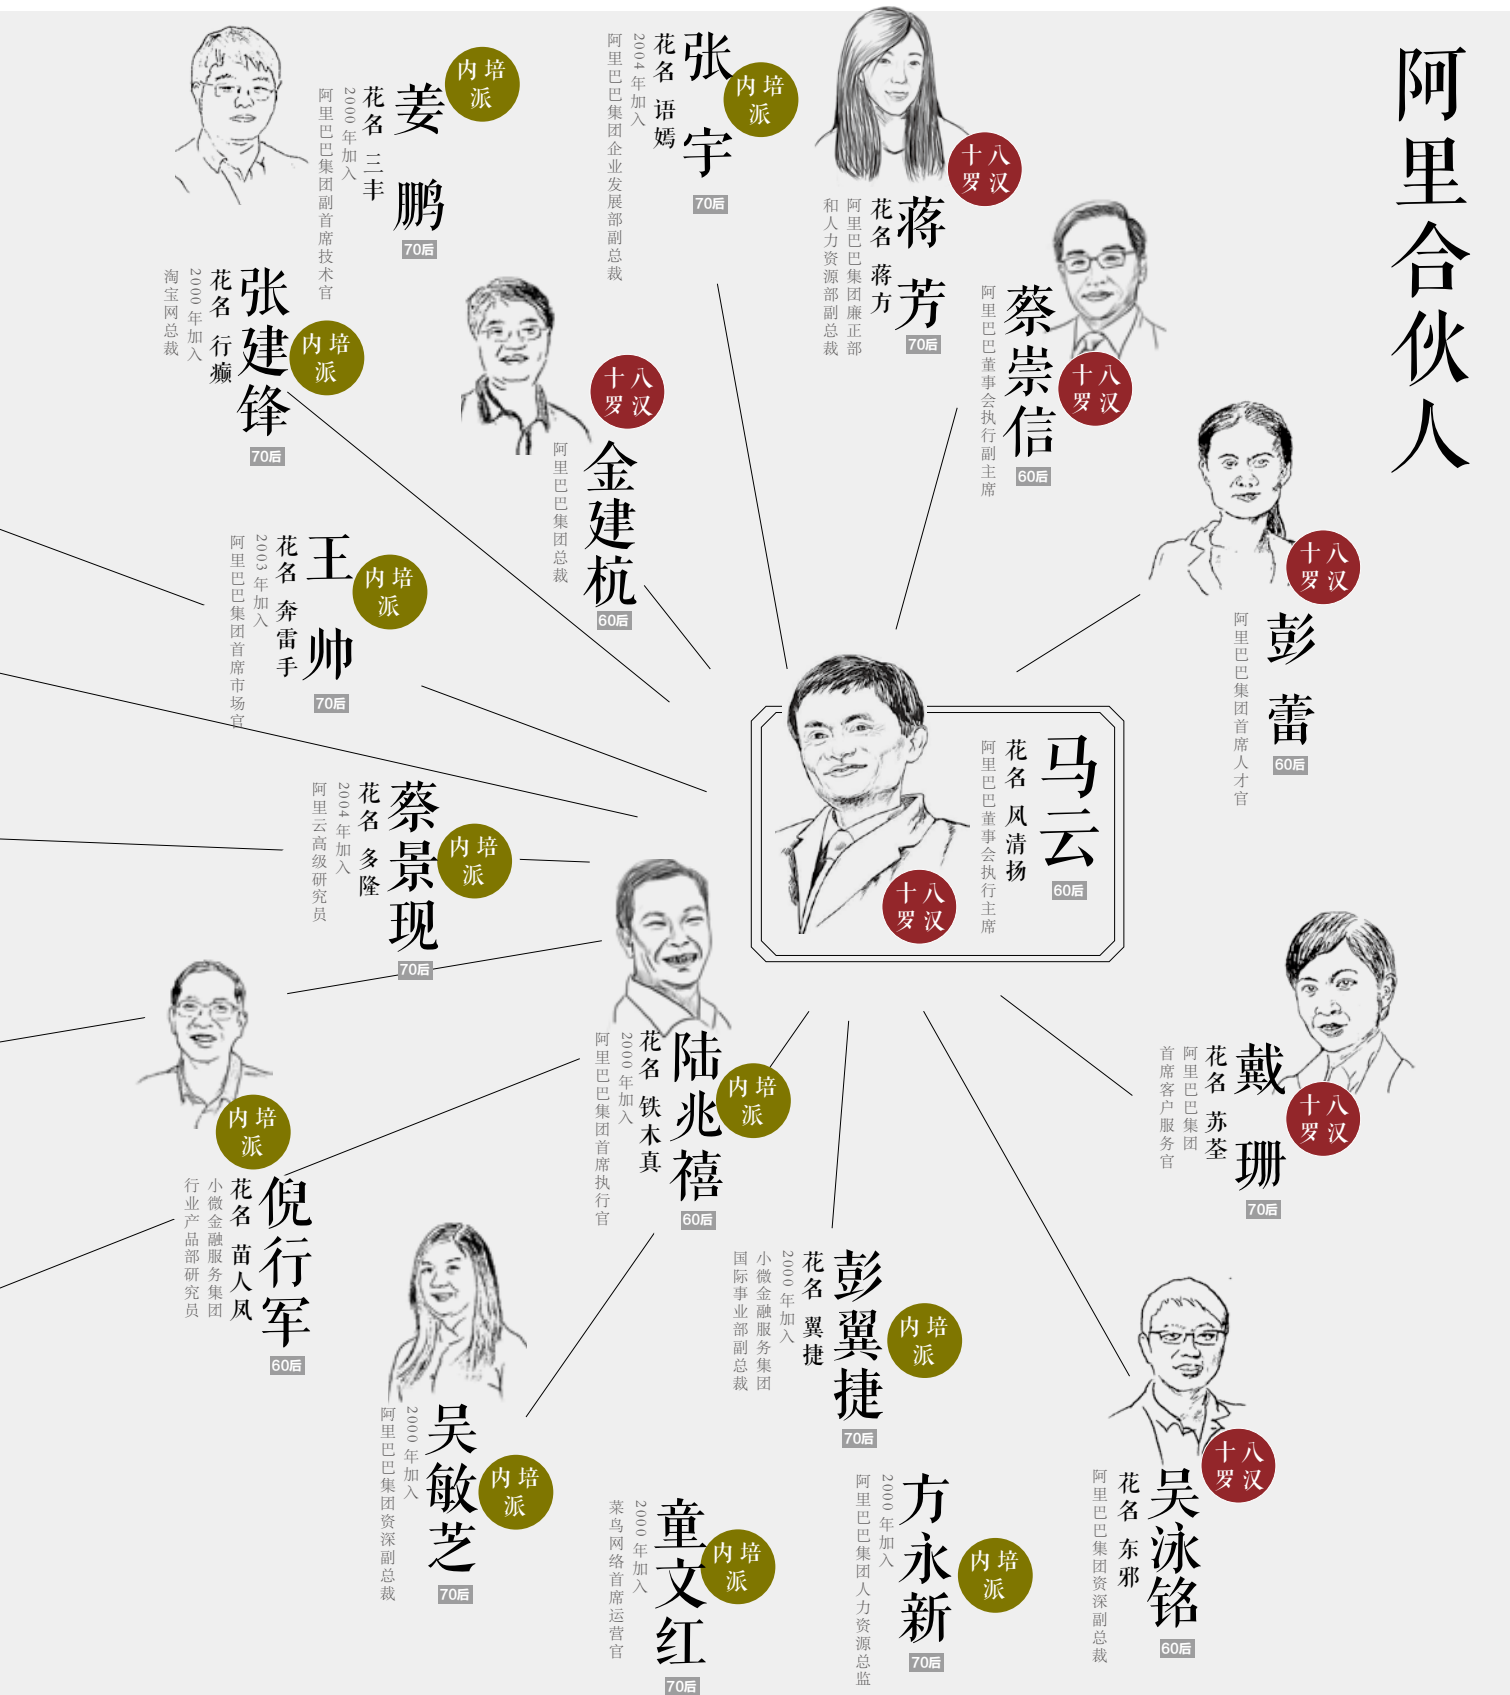 阿里合伙人
蒋芳
70后
十八
罗汉
花名 蒋方
阿里巴巴集团廉正部
和人力资源部副总裁
蔡崇信
60后
十八
罗汉
阿里巴巴董事会执行副主席
彭蕾
60后
十八
罗汉
阿里巴巴集团首席人才官
张宇
70后
内培
派
花名 语嫣
2004年加入
阿里巴巴集团企业发展部副总裁
姜鹏
70后
内培
派
花名 三丰
2000年加入
阿里巴巴集团副首席技术官
张建锋
70后
内培
派
花名 行癫
2000年加入
淘宝网总裁
金建杭
60后
十八
罗汉
阿里巴巴集团总裁
王帅
70后
内培
派
花名 奔雷手
2003年加入
阿里巴巴集团首席市场官
马云
60后
十八
罗汉
花名 风清扬
阿里巴巴董事会执行主席
蔡景现
70后
内培
派
花名 多隆
2004年加入
阿里云高级研究员
戴珊
70后
十八
罗汉
花名 苏荃
阿里巴巴集团
首席客户服务官
陆兆禧
60后
内培
派
花名 铁木真
2000年加入
阿里巴巴集团首席执行官
倪行军
60后
内培
派
花名 苗人凤
小微金融服务集团
行业产品部研究员
彭翼捷
70后
内培
派
花名 翼捷
2000年加入
小微金融服务集团
国际事业部副总裁
吴泳铭
60后
十八
罗汉
花名 东邪
阿里巴巴集团资深副总裁
方永新
70后
内培
派
2000年加入
阿里巴巴集团人力资源总监
童文红
70后
内培
派
2000年加入
菜鸟网络首席运营官
吴敏芝
70后
内培
派
2000年加入
阿里巴巴集团资深副总裁